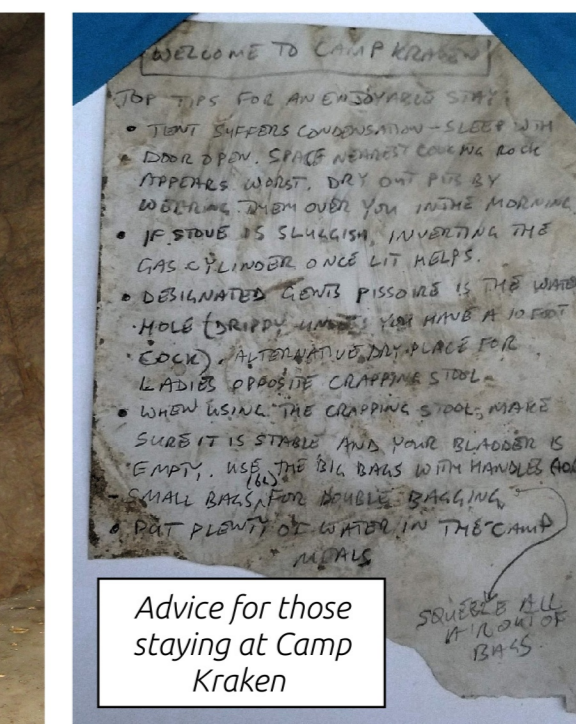 WELCOME TO CAMP KRAKEN
TOP TIPS FOR AN ENJOYABLE STAY:
• TENT SUFFERS CONDENSATION - SLEEP WITH
DOOR OPEN. SPACE NEAREST COOKING ROCK
APPEARS WORST. DRY OUT PITS BY
WEARING THEM OVER YOU IN THE MORNING
• IF STOVE IS SLUGGISH, INVERTING THE
GAS CYLINDER ONCE LIT HELPS.
• DESIGNATED GENTS PISSOIRE IS THE WATER
HOLE (DRIPPY UNLESS YOU HAVE A 10 FOOT
COCK). ALTERNATIVE DRY PLACE FOR
LADIES OPPOSITE CRAPPING STOOL.
• WHEN USING THE CRAPPING STOOL, MAKE
SURE IT IS STABLE AND YOUR BLADDER IS
EMPTY. USE THE BIG BAGS WITH HANDLES
SMALL BAGS FOR DOUBLE BAGGING
• PUT PLENTY OF WATER IN THE CAMP
MEALS
SQUEEZE ALL
AIR OUT OF
BAGS.
Advice for those
staying at Camp
Kraken